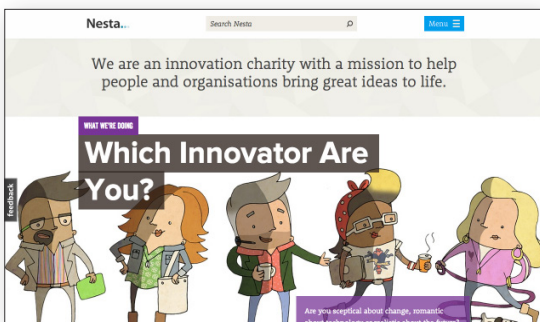 Nesta...
Search Nesta
Menu
We are an innovation charity with a mission to help
people and organisations bring great ideas to life.
WHAT WE'RE DOING
Which Innovator Are
You?
feedback
Are you sceptical about change, romantic